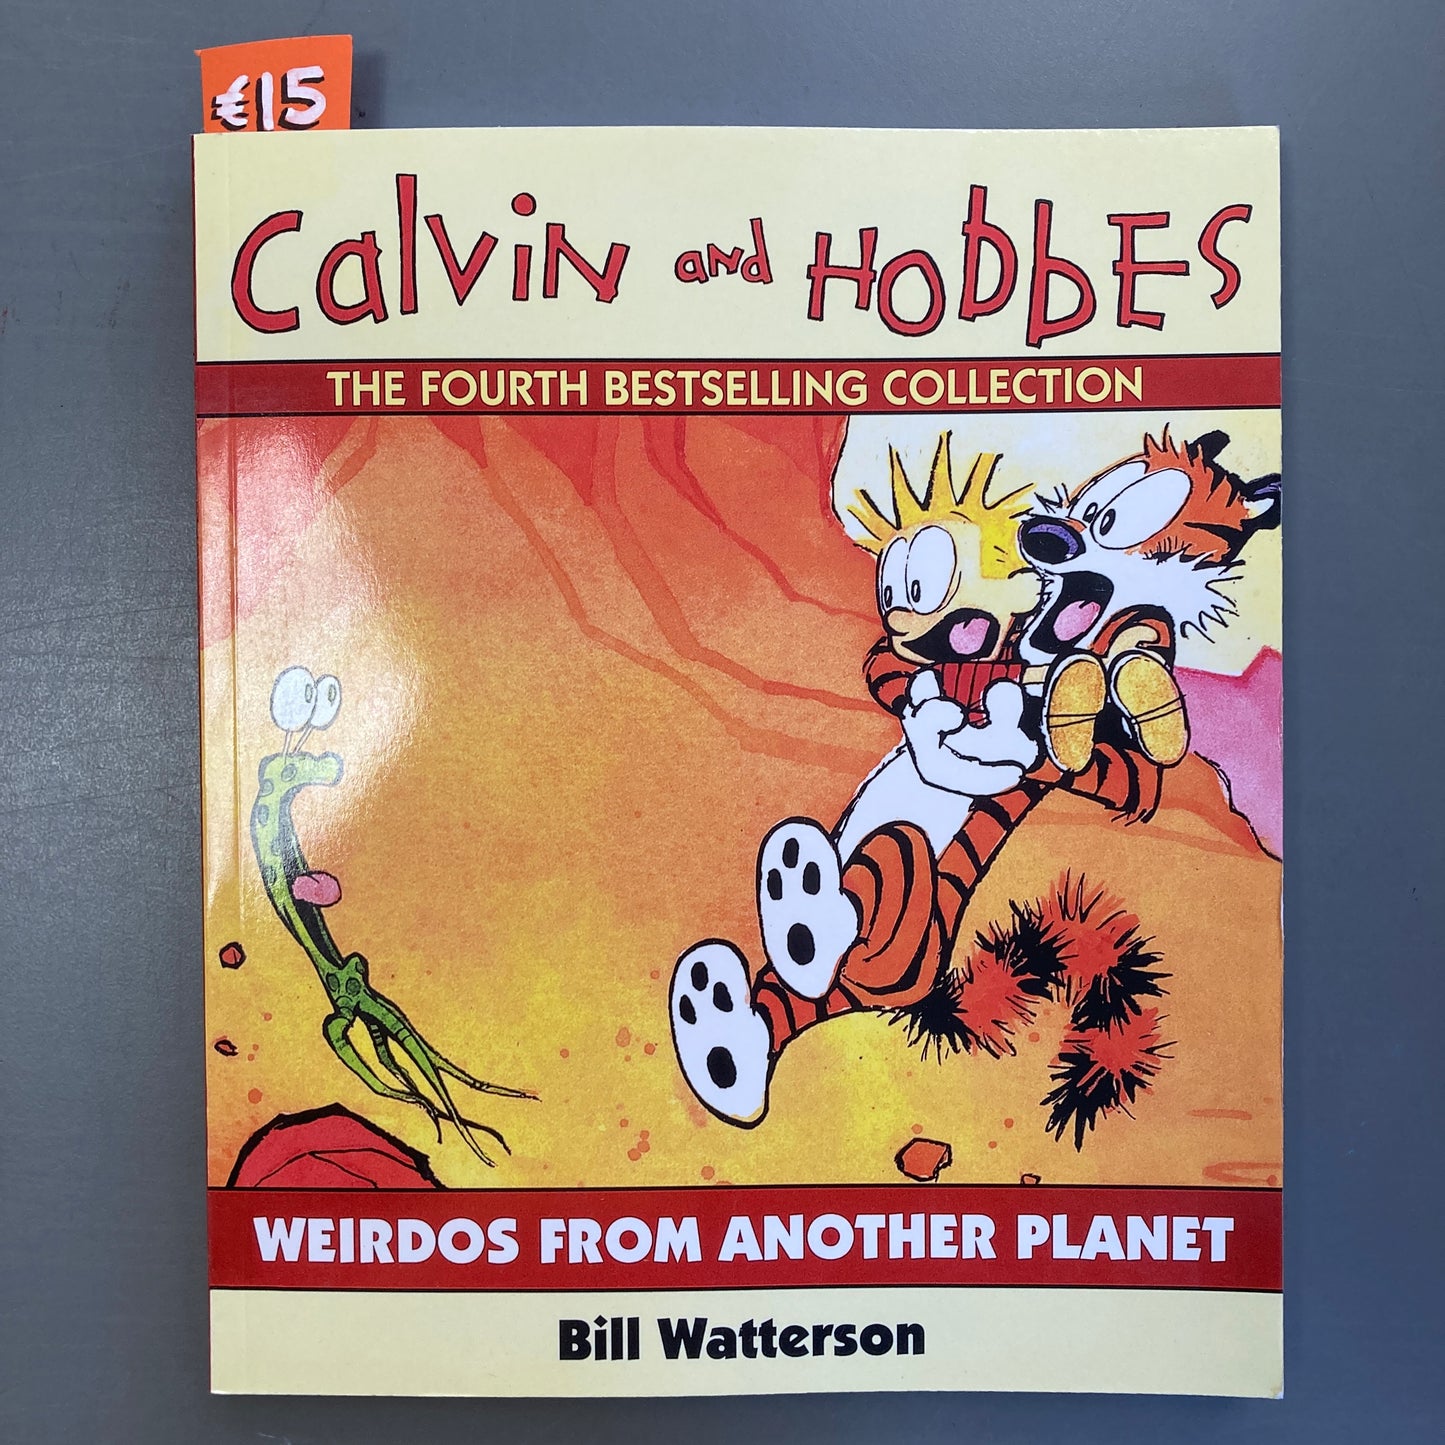 €15
Calvin and HobbEs
THE FOURTH BESTSELLING COLLECTION
WEIRDOS FROM ANOTHER PLANET
Bill Watterson